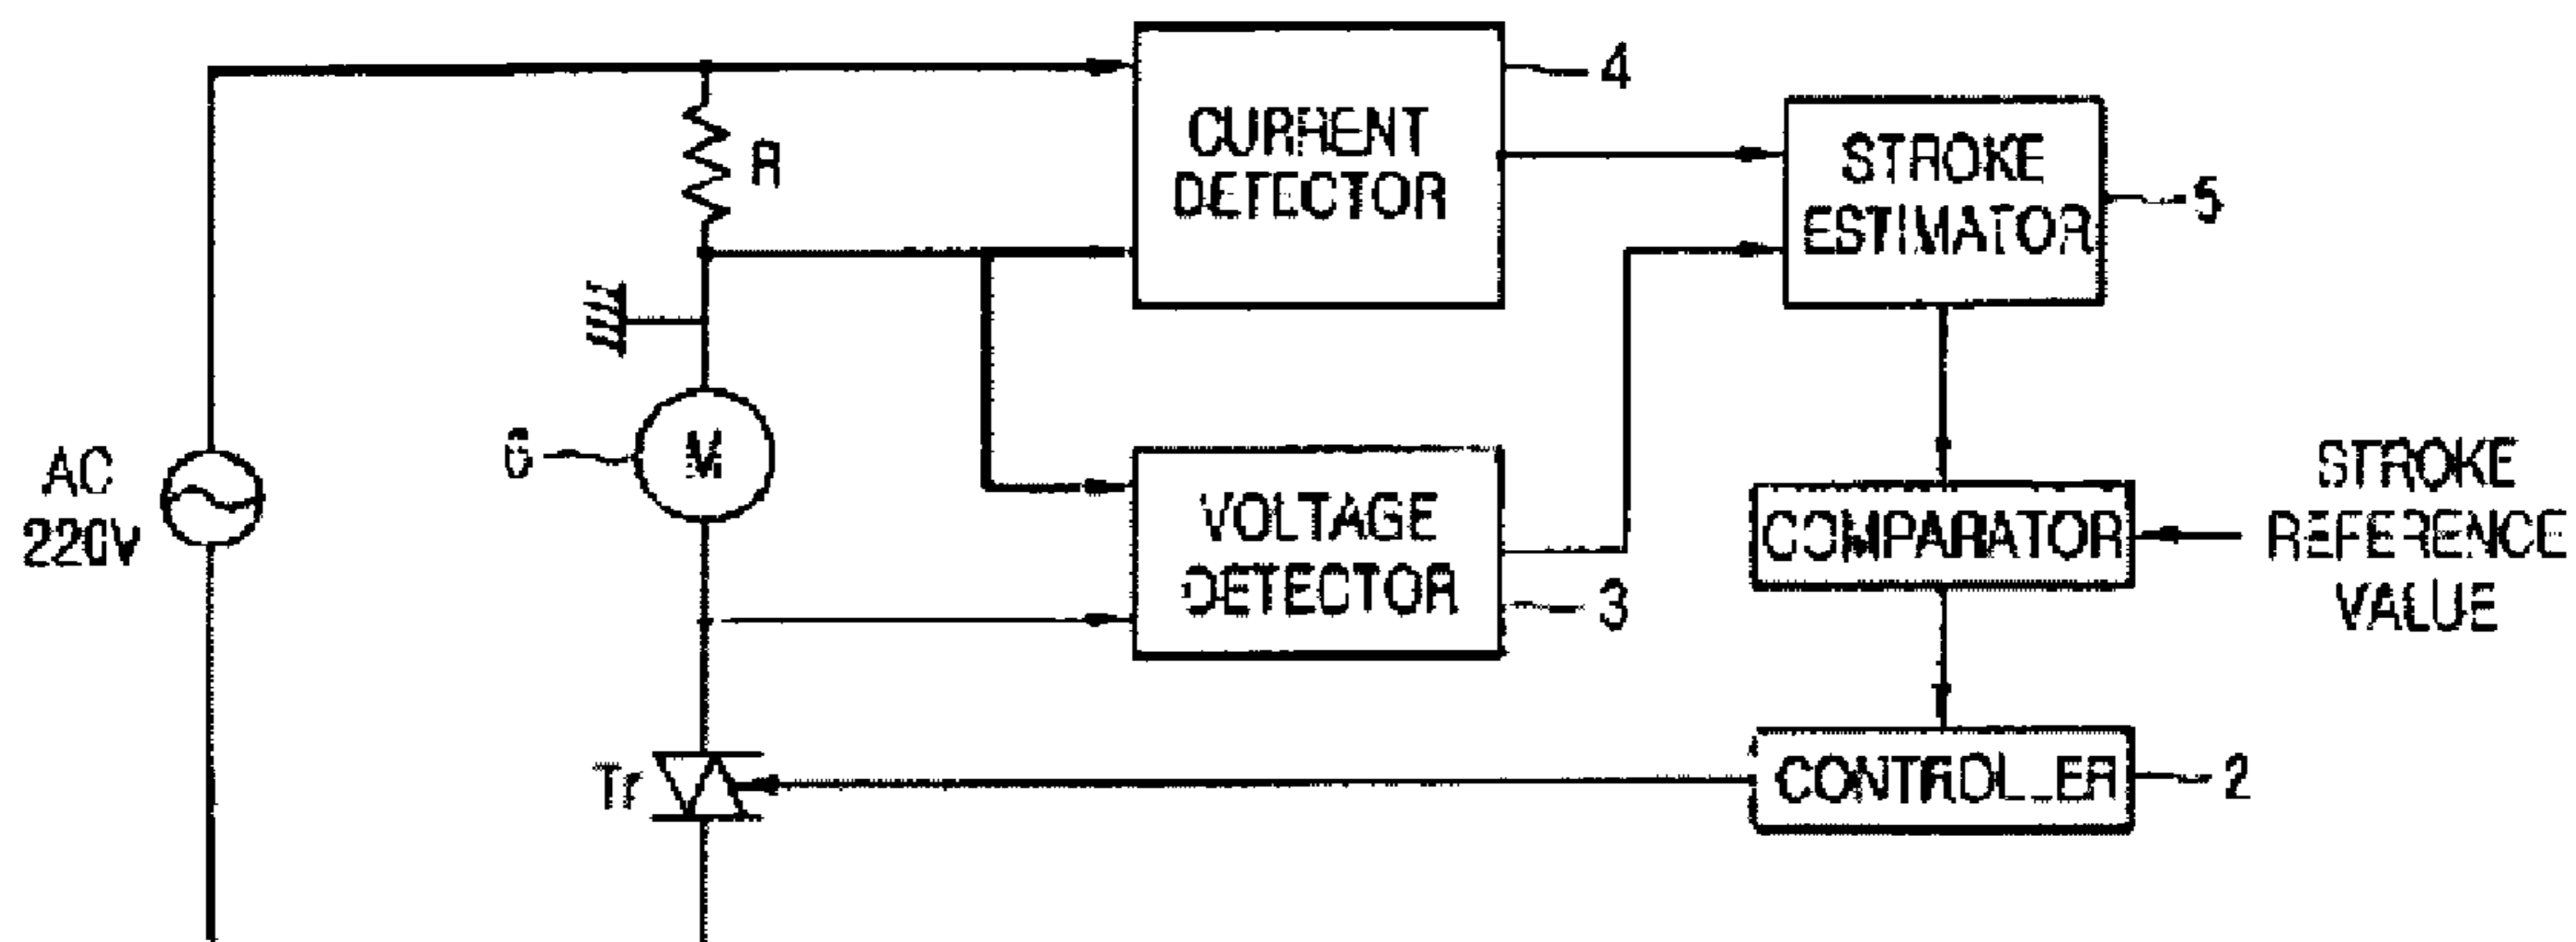 4
CURRENT
DETECTOR
R
STROKE
ESTIMATOR
5
6
M
AC
220V
VOLTAGE
DETECTOR
3
COMPARATOR
STROKE
REFERENCE
VALUE
Tr
CONTROLLER
2